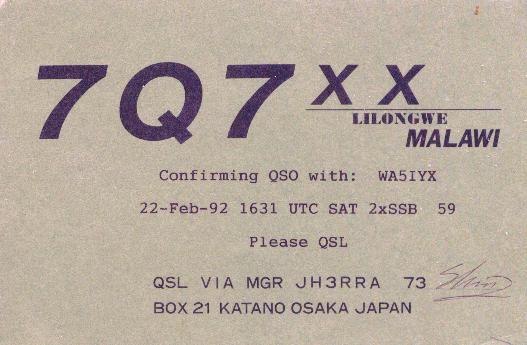 7Q7XX
LILONGWE
MALAWI
Confirming QSO with: WA5IYX
22-Feb-92 1631 UTC SAT 2xSSB 59
Please QSL
QSL VIA MGR JH3RRA 73
BOX 21 KATANO OSAKA JAPAN